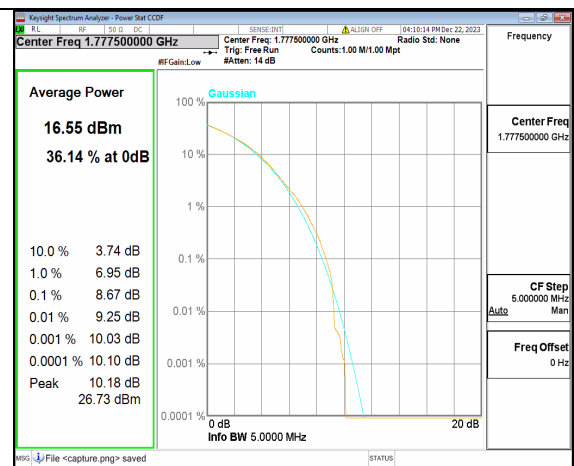 Keysight Spectrum Analyzer - Power Stat CCDF
RL RF 50 Ω DC SENSE:INT ALIGN OFF 04:10:14 PM Dec 22, 2023
Center Freq 1.777500000 GHz
Center Freq: 1.777500000 GHz Radio Std: None
Trig: Free Run Counts:1.00 M/1.00 Mpt
#IFGain:Low #Atten: 14 dB
Frequency
Average Power
16.55 dBm
36.14 % at 0dB
10.0 % 3.74 dB
1.0 % 6.95 dB
0.1 % 8.67 dB
0.01 % 9.25 dB
0.001 % 10.03 dB
0.0001 % 10.10 dB
Peak 10.18 dB
26.73 dBm
Gaussian
100 %
10 %
1 %
0.1 %
0.01 %
0.001 %
0.0001 %
0 dB 20 dB
Info BW 5.0000 MHz
Center Freq
1.777500000 GHz
CF Step
5.000000 MHz
Auto Man
Freq Offset
0 Hz
MSG File <capture.png> saved STATUS